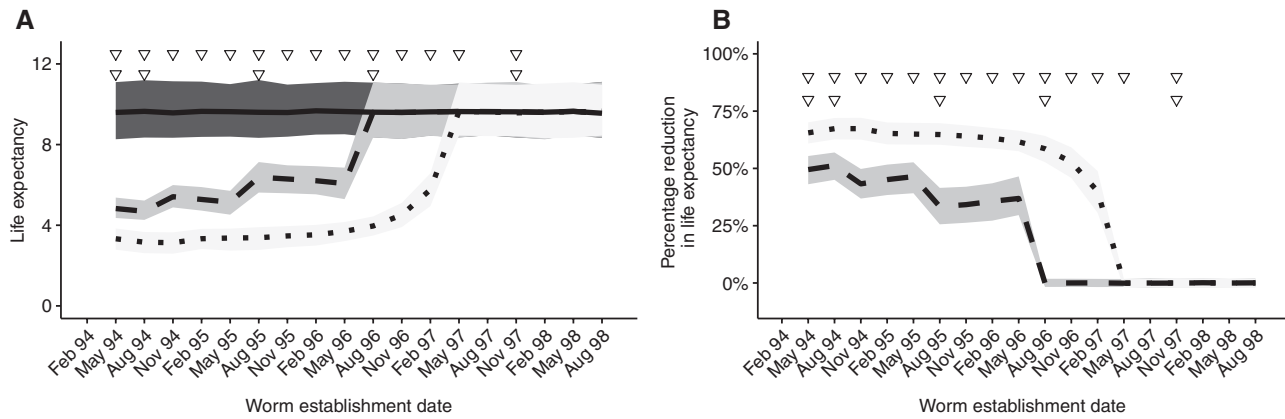 A
Life expectancy
12
8
4
0
Feb 94
May 94
Aug 94
Nov 94
Feb 95
May 95
Aug 95
Nov 95
Feb 96
May 96
Aug 96
Nov 96
Feb 97
May 97
Aug 97
Nov 97
Feb 98
May 98
Aug 98
Worm establishment date
B
Percentage reduction
in life expectancy
100%
75%
50%
25%
0%
Feb 94
May 94
Aug 94
Nov 94
Feb 95
May 95
Aug 95
Nov 95
Feb 96
May 96
Aug 96
Nov 96
Feb 97
May 97
Aug 97
Nov 97
Feb 98
May 98
Aug 98
Worm establishment date